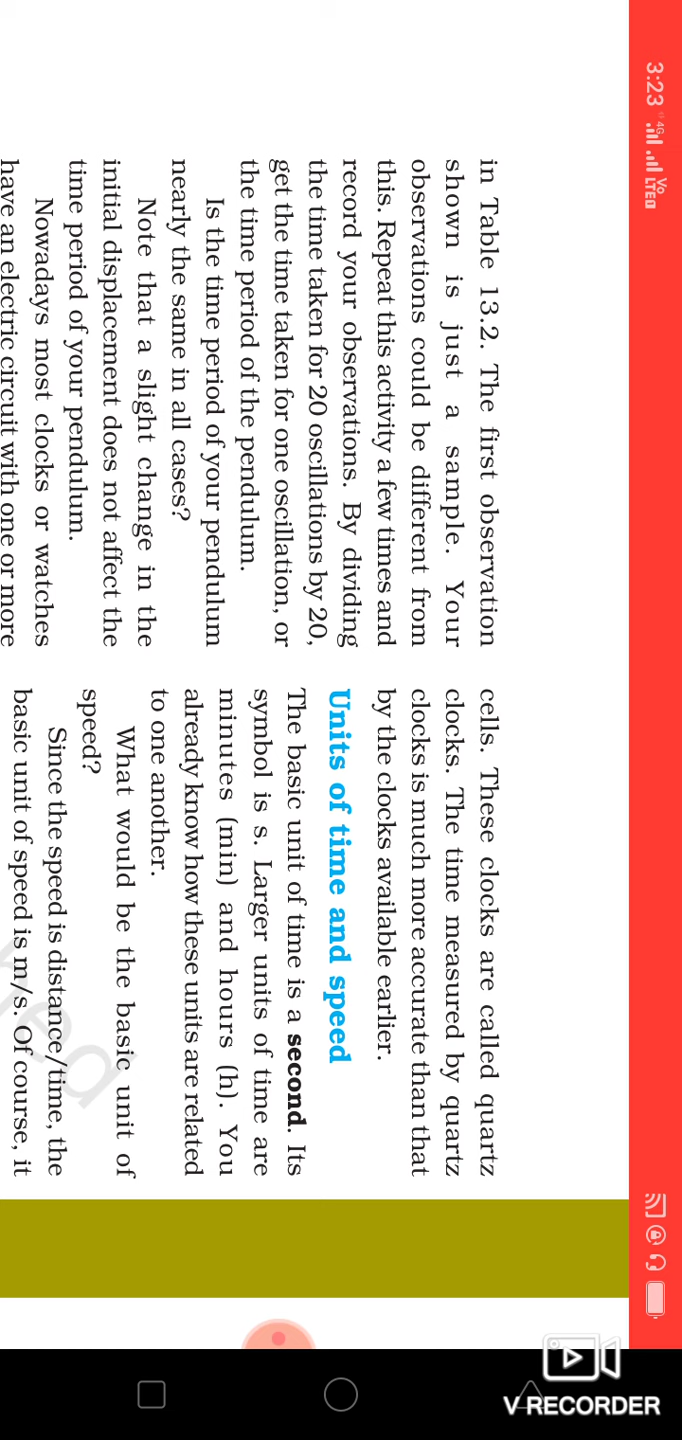 3:23
4G
Vo
LTE
in Table 13.2. The first observation
shown is just a sample. Your
observations could be different from
this. Repeat this activity a few times and
record your observations. By dividing
the time taken for 20 oscillations by 20,
get the time taken for one oscillation, or
the time period of the pendulum.
Is the time period of your pendulum
nearly the same in all cases?
Note that a slight change in the
initial displacement does not affect the
time period of your pendulum.
Nowadays most clocks or watches
have an electric circuit with one or more
cells. These clocks are called quartz
clocks. The time measured by quartz
clocks is much more accurate than that
by the clocks available earlier.
Units of time and speed
The basic unit of time is a second. Its
symbol is s. Larger units of time are
minutes (min) and hours (h). You
already know how these units are related
to one another.
What would be the basic unit of
speed?
Since the speed is distance/time, the
basic unit of speed is m/s. Of course, it
V RECORDER